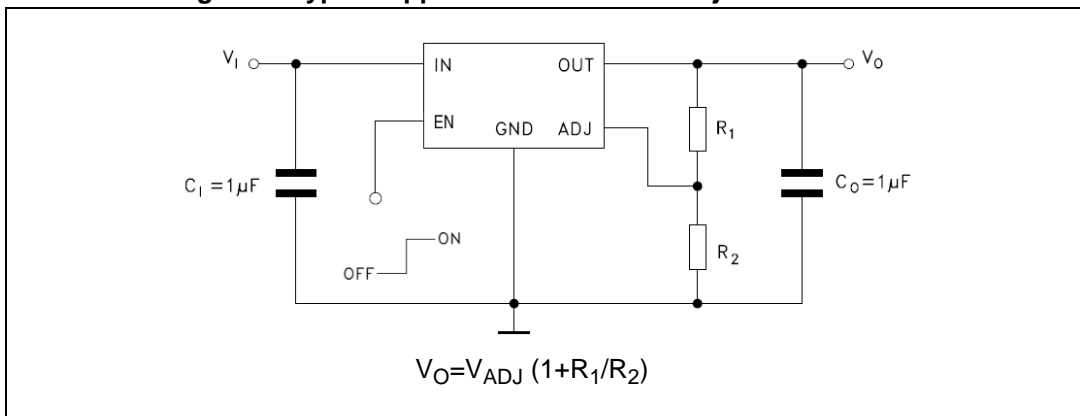 V_I
IN
OUT
V_O
EN
GND
ADJ
R_1
C_I =1µF
C_O=1µF
ON
OFF
R_2
V_O=V_ADJ (1+R_1/R_2)